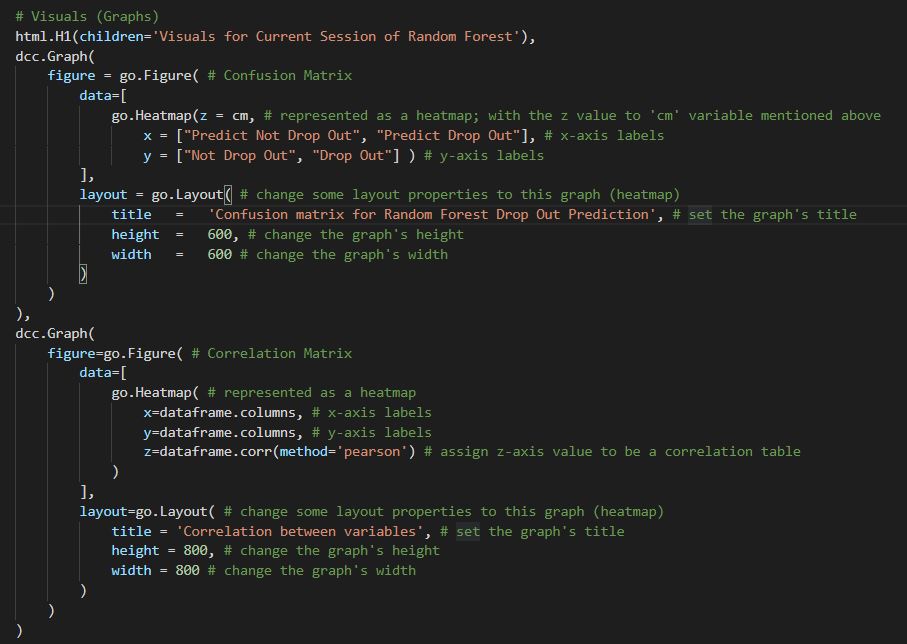 # Visuals (Graphs)
html.H1(children='Visuals for Current Session of Random Forest'),
dcc.Graph(
    figure = go.Figure( # Confusion Matrix
        data=[
            go.Heatmap(z = cm, # represented as a heatmap; with the z value to 'cm' variable mentioned above
                x = ["Predict Not Drop Out", "Predict Drop Out"], # x-axis labels
                y = ["Not Drop Out", "Drop Out"] ) # y-axis labels
        ],
        layout = go.Layout( # change some layout properties to this graph (heatmap)
            title   =   'Confusion matrix for Random Forest Drop Out Prediction', # set the graph's title
            height  =   600, # change the graph's height
            width   =   600 # change the graph's width
        )
    )
),
dcc.Graph(
    figure=go.Figure( # Correlation Matrix
        data=[
            go.Heatmap( # represented as a heatmap
                x=dataframe.columns, # x-axis labels
                y=dataframe.columns, # y-axis labels
                z=dataframe.corr(method='pearson') # assign z-axis value to be a correlation table
            )
        ],
        layout=go.Layout( # change some layout properties to this graph (heatmap)
            title = 'Correlation between variables', # set the graph's title
            height = 800, # change the graph's height
            width = 800 # change the graph's width
        )
    )
)